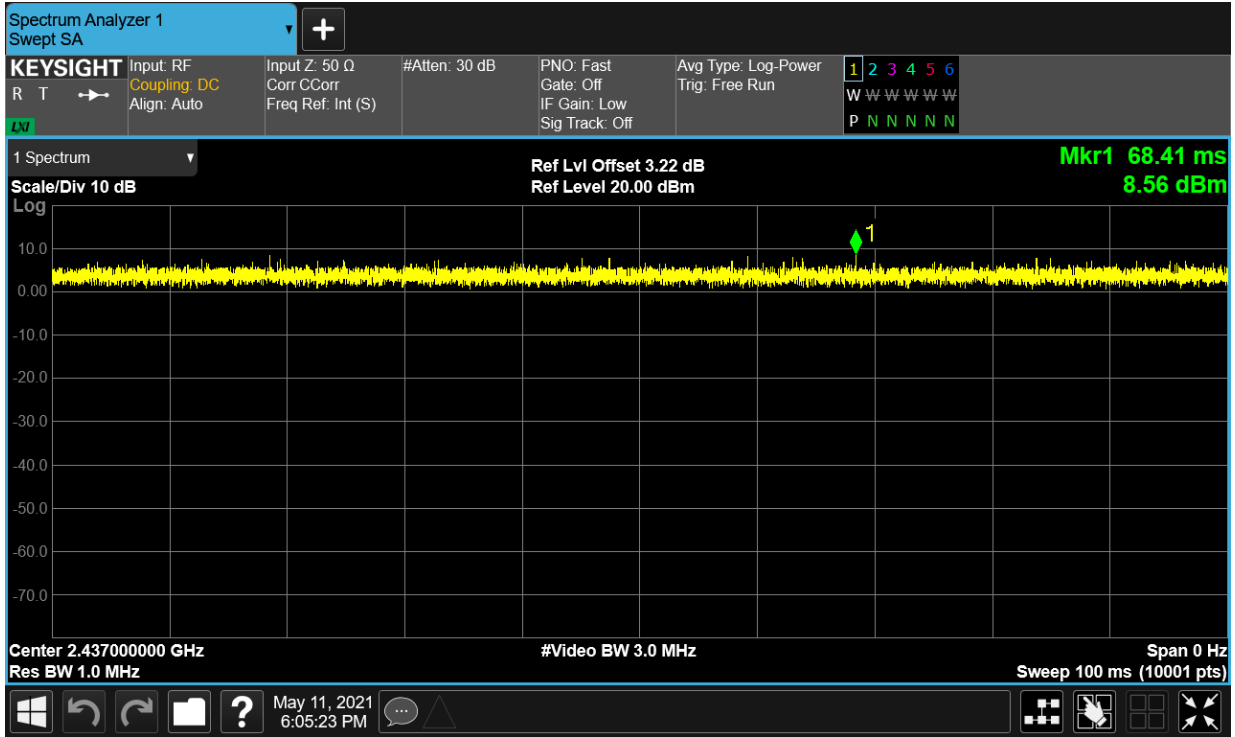 Spectrum Analyzer 1
Swept SA
KEYSIGHT
R T
LXI
Input: RF
Coupling: DC
Align: Auto
Input Z: 50 Ω
Corr CCorr
Freq Ref: Int (S)
#Atten: 30 dB
PNO: Fast
Gate: Off
IF Gain: Low
Sig Track: Off
Avg Type: Log-Power
Trig: Free Run
1 2 3 4 5 6
W W W W W W
P N N N N N
1 Spectrum
Ref Lvl Offset 3.22 dB
Mkr1 68.41 ms
Scale/Div 10 dB
Ref Level 20.00 dBm
8.56 dBm
Log
1
10.0
0.00
-10.0
-20.0
-30.0
-40.0
-50.0
-60.0
-70.0
Center 2.437000000 GHz
#Video BW 3.0 MHz
Span 0 Hz
Res BW 1.0 MHz
Sweep 100 ms (10001 pts)
?
May 11, 2021
6:05:23 PM